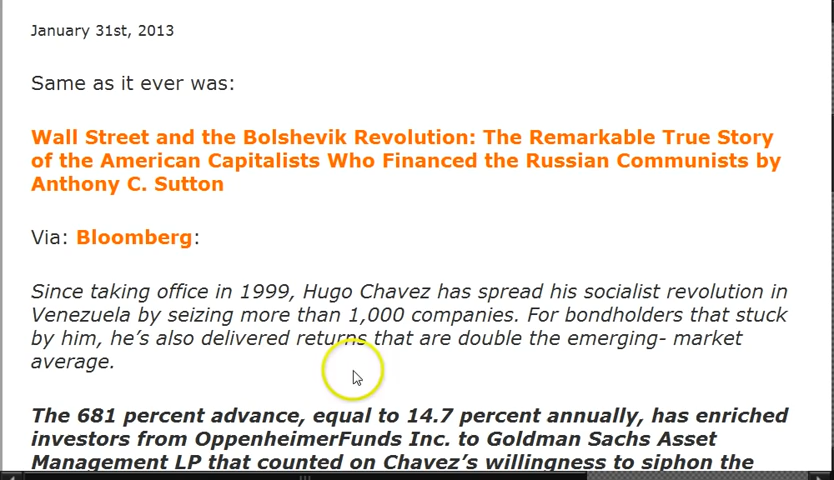 January 31st, 2013
Same as it ever was:
Wall Street and the Bolshevik Revolution: The Remarkable True Story
of the American Capitalists Who Financed the Russian Communists by
Anthony C. Sutton
Via: Bloomberg:
Since taking office in 1999, Hugo Chavez has spread his socialist revolution in
Venezuela by seizing more than 1,000 companies. For bondholders that stuck
by him, he’s also delivered returns that are double the emerging- market
average.
The 681 percent advance, equal to 14.7 percent annually, has enriched
investors from OppenheimerFunds Inc. to Goldman Sachs Asset
Management LP that counted on Chavez’s willingness to siphon the